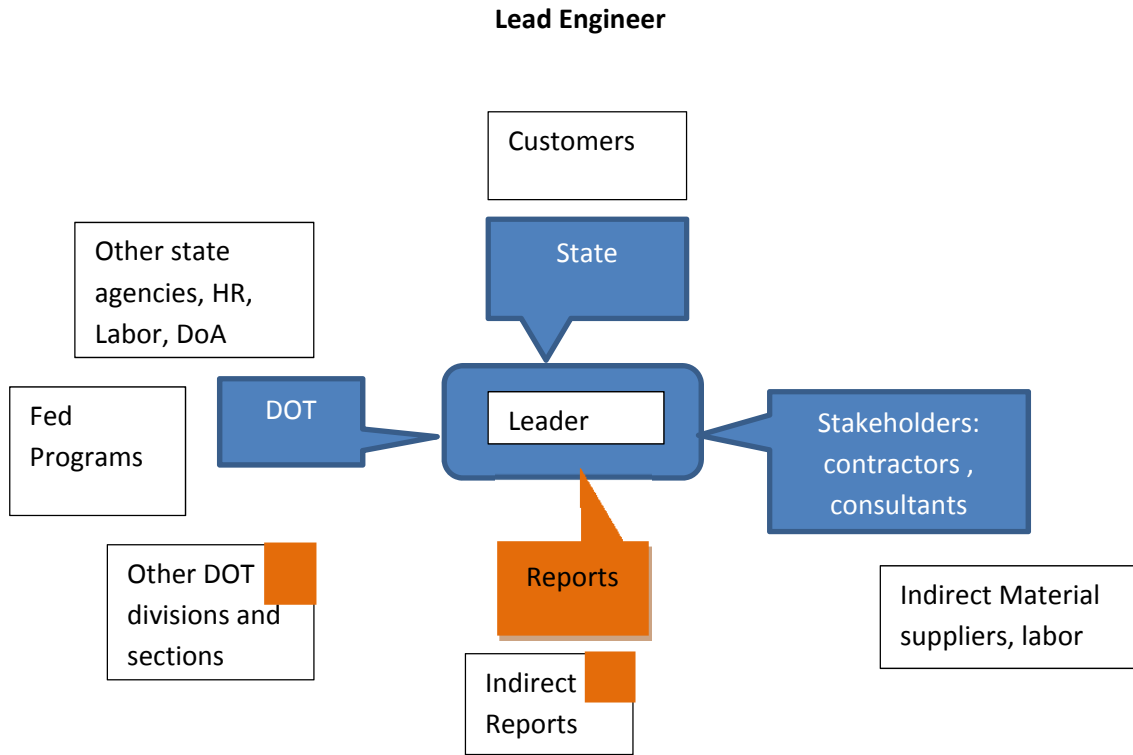 Lead Engineer
Customers
State
Other state
agencies, HR,
Labor, DoA
Fed
Programs
DOT
Leader
Stakeholders:
contractors ,
consultants
Other DOT
divisions and
sections
Reports
Indirect
Reports
Indirect Material
suppliers, labor